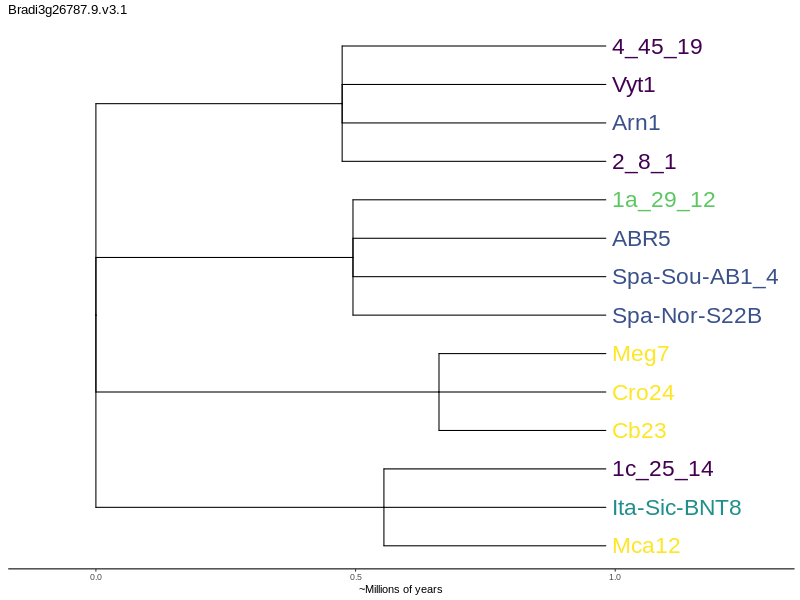 Bradi3g26787.9.v3.1
4_45_19
Vyt1
Arn1
2_8_1
1a_29_12
ABR5
Spa-Sou-AB1_4
Spa-Nor-S22B
Meg7
Cro24
Cb23
1c_25_14
Ita-Sic-BNT8
Mca12
0.0 0.5 1.0
~Millions of years